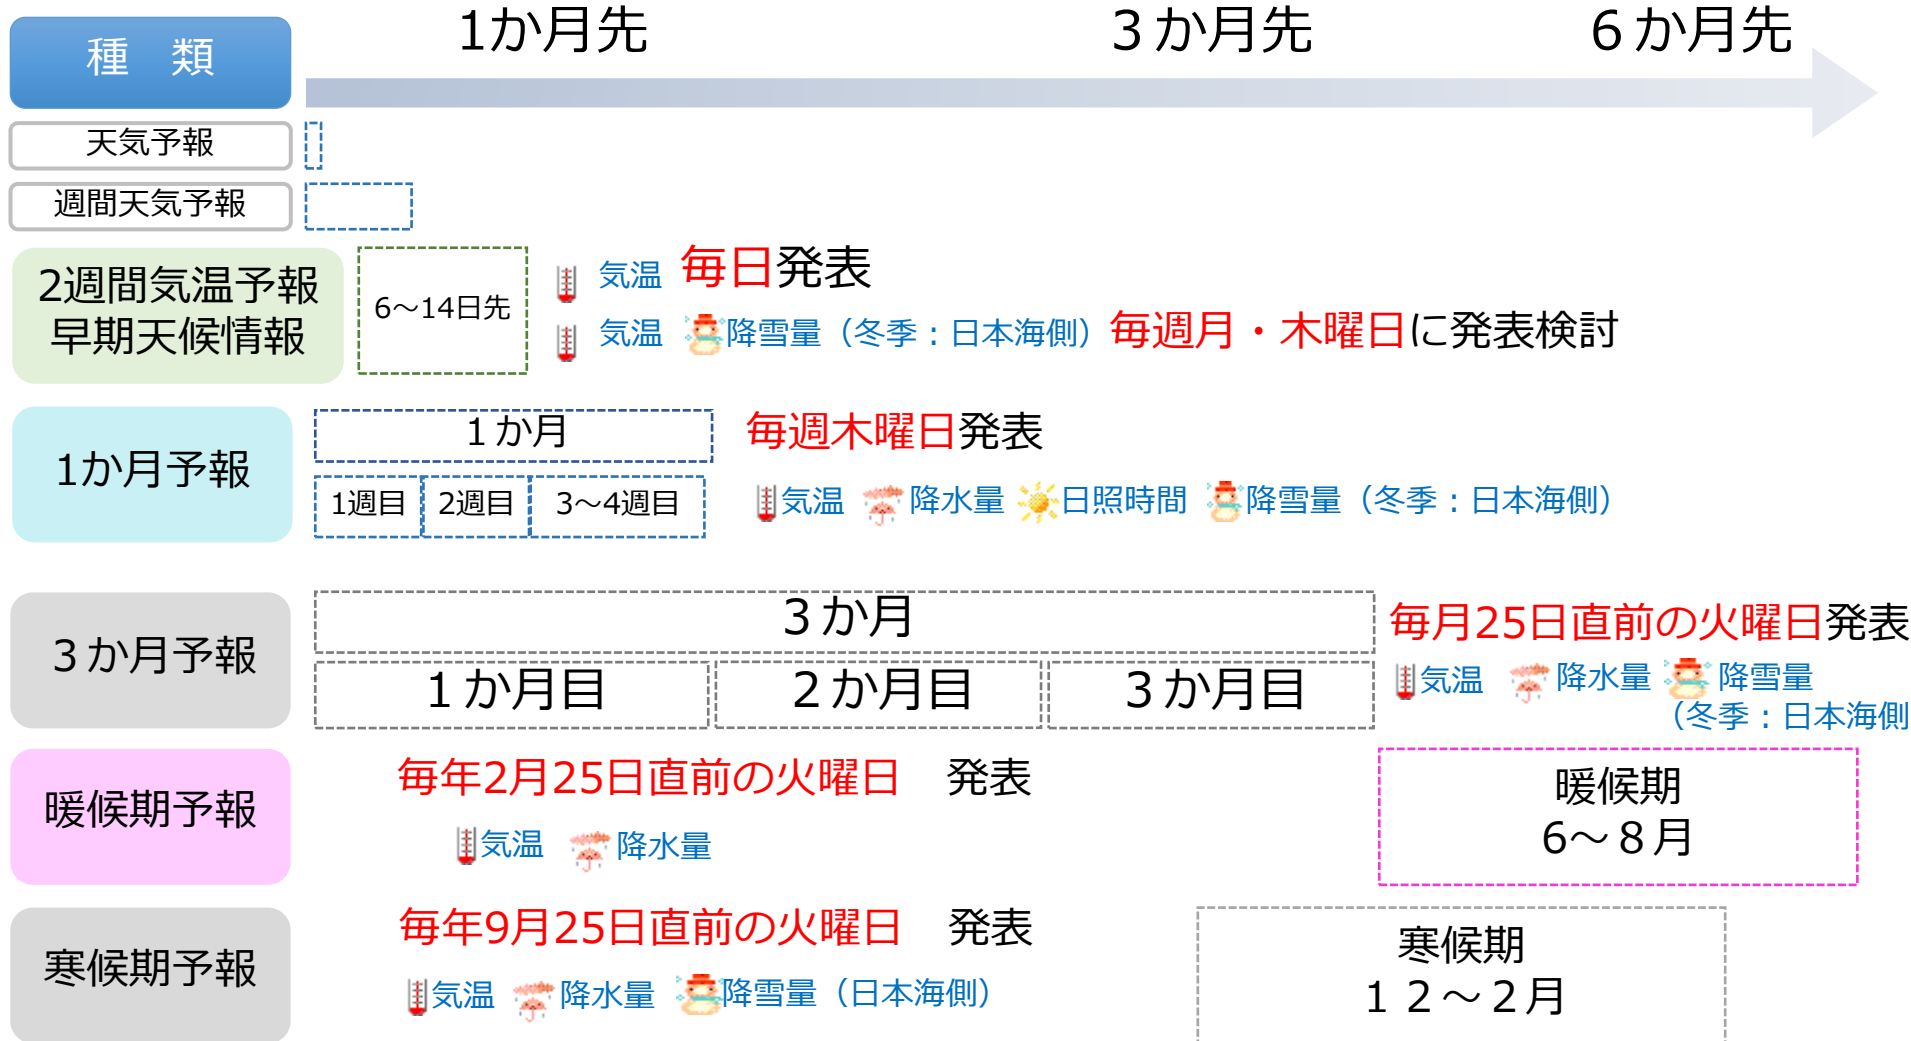 1か月先 ３か月先 ６か月先
種　類
天気予報
週間天気予報
2週間気温予報
早期天候情報
6～14日先
気温 毎日発表
気温 降雪量（冬季：日本海側）毎週月・木曜日に発表検討
1か月予報
１か月
毎週木曜日発表
1週目 2週目 3～4週目
気温 降水量 日照時間 降雪量（冬季：日本海側）
３か月予報
３か月
１か月目 ２か月目 ３か月目
毎月25日直前の火曜日発表
気温 降水量 降雪量
（冬季：日本海側
暖候期予報
毎年2月25日直前の火曜日　発表
気温 降水量
暖候期
6～８月
寒候期予報
毎年9月25日直前の火曜日　発表
気温 降水量 降雪量（日本海側）
寒候期
１２～２月